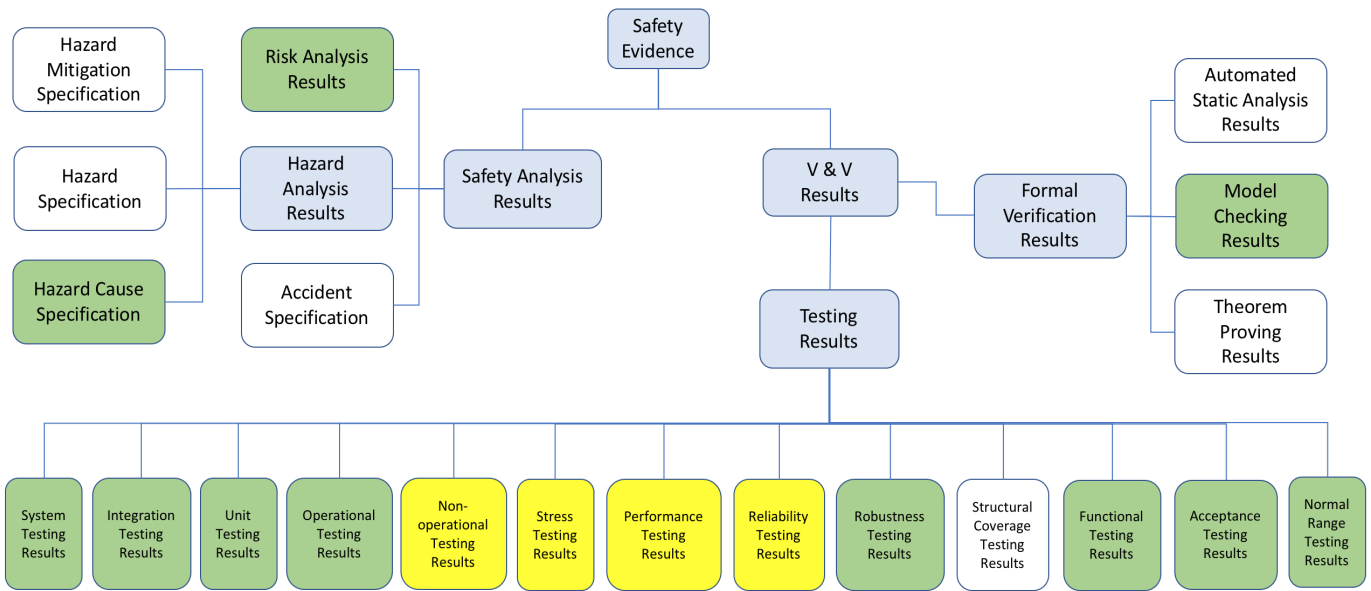 Safety
Evidence
Hazard
Mitigation
Specification
Risk Analysis
Results
Automated
Static Analysis
Results
Hazard
Specification
Hazard
Analysis
Results
Safety Analysis
Results
V & V
Results
Formal
Verification
Results
Model
Checking
Results
Hazard Cause
Specification
Accident
Specification
Testing
Results
Theorem
Proving
Results
System
Testing
Results
Integration
Testing
Results
Unit
Testing
Results
Operational
Testing
Results
Non-
operational
Testing
Results
Stress
Testing
Results
Performance
Testing
Results
Reliability
Testing
Results
Robustness
Testing
Results
Structural
Coverage
Testing
Results
Functional
Testing
Results
Acceptance
Testing
Results
Normal
Range
Testing
Results